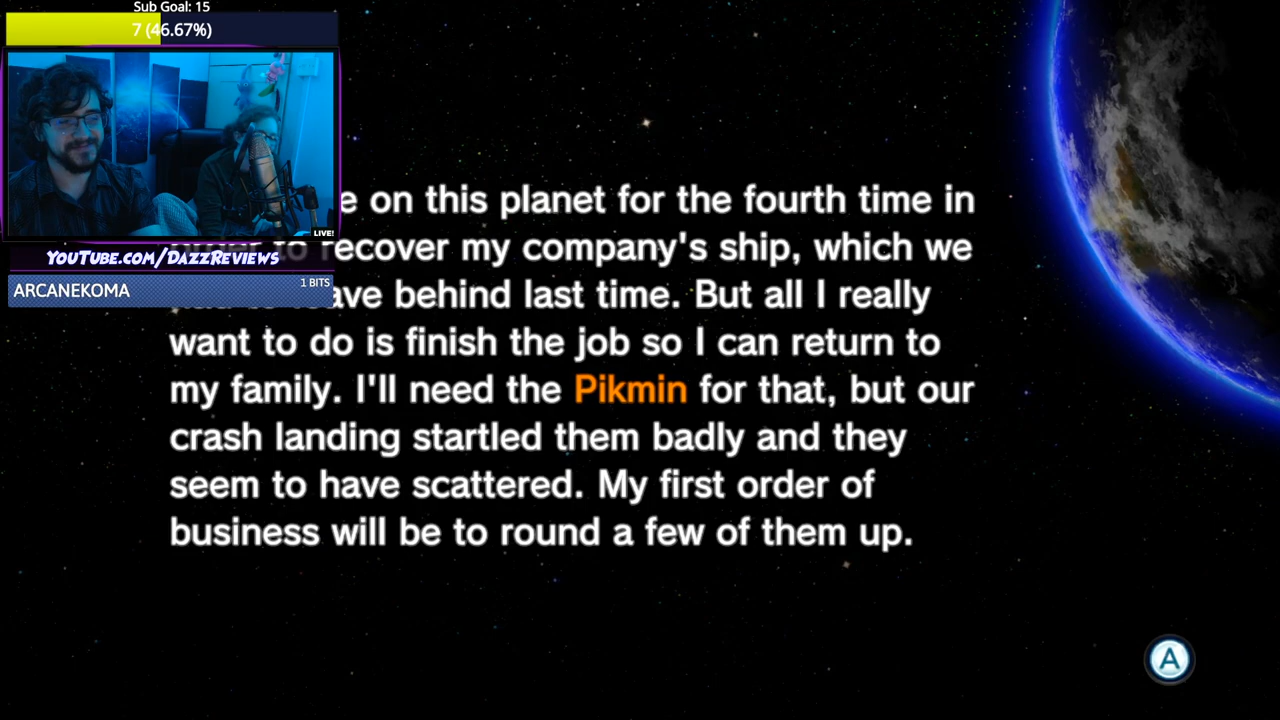 Sub Goal: 15
7 (46.67%)
LIVE!
YouTube.com/DazzReviews
ARCANEKOMA
1 BITS
e on this planet for the fourth time in
to recover my company's ship, which we
ave behind last time. But all I really
want to do is finish the job so I can return to
my family. I'll need the Pikmin for that, but our
crash landing startled them badly and they
seem to have scattered. My first order of
business will be to round a few of them up.
A